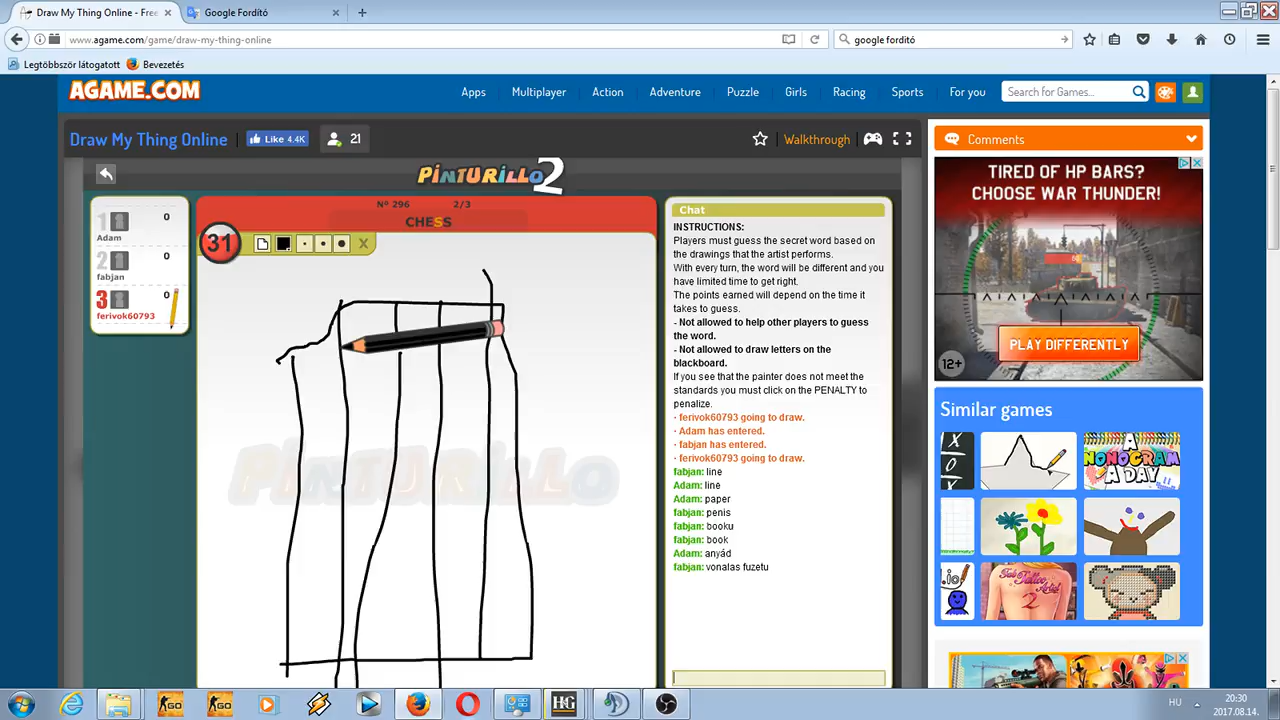 Draw My Thing Online - Free
Google Fordító
www.agame.com/game/draw-my-thing-online
google forditó
Legtöbbször látogatott
Bevezetés
AGAME.COM
Apps
Multiplayer
Action
Adventure
Puzzle
Girls
Racing
Sports
For you
Search for Games...
Draw My Thing Online
Like 4.4K
21
Walkthrough
Comments
PiNTURiLLO 2
TIRED OF HP BARS?
CHOOSE WAR THUNDER!
PLAY DIFFERENTLY
12+
Nº 296
2/3
CHESS
31
1
Adam
0
2
fabjan
0
3
ferivok60793
0
PiNTURiLLO
Chat
INSTRUCTIONS:
Players must guess the secret word based on
the drawings that the artist performs.
With every turn, the word will be different and you
have limited time to get right.
The points earned will depend on the time it
takes to guess.
- Not allowed to help other players to guess
the word.
- Not allowed to draw letters on the
blackboard.
If you see that the painter does not meet the
standards you must click on the PENALTY to
penalize.
· ferivok60793 going to draw.
· Adam has entered.
· fabjan has entered.
· ferivok60793 going to draw.
fabjan: line
Adam: line
Adam: paper
fabjan: penis
fabjan: booku
fabjan: book
Adam: anyád
fabjan: vonalas fuzetu
Similar games
X
O
A
NONOGRAM
A DAY
.io
2
HU
20:30
2017.08.14.